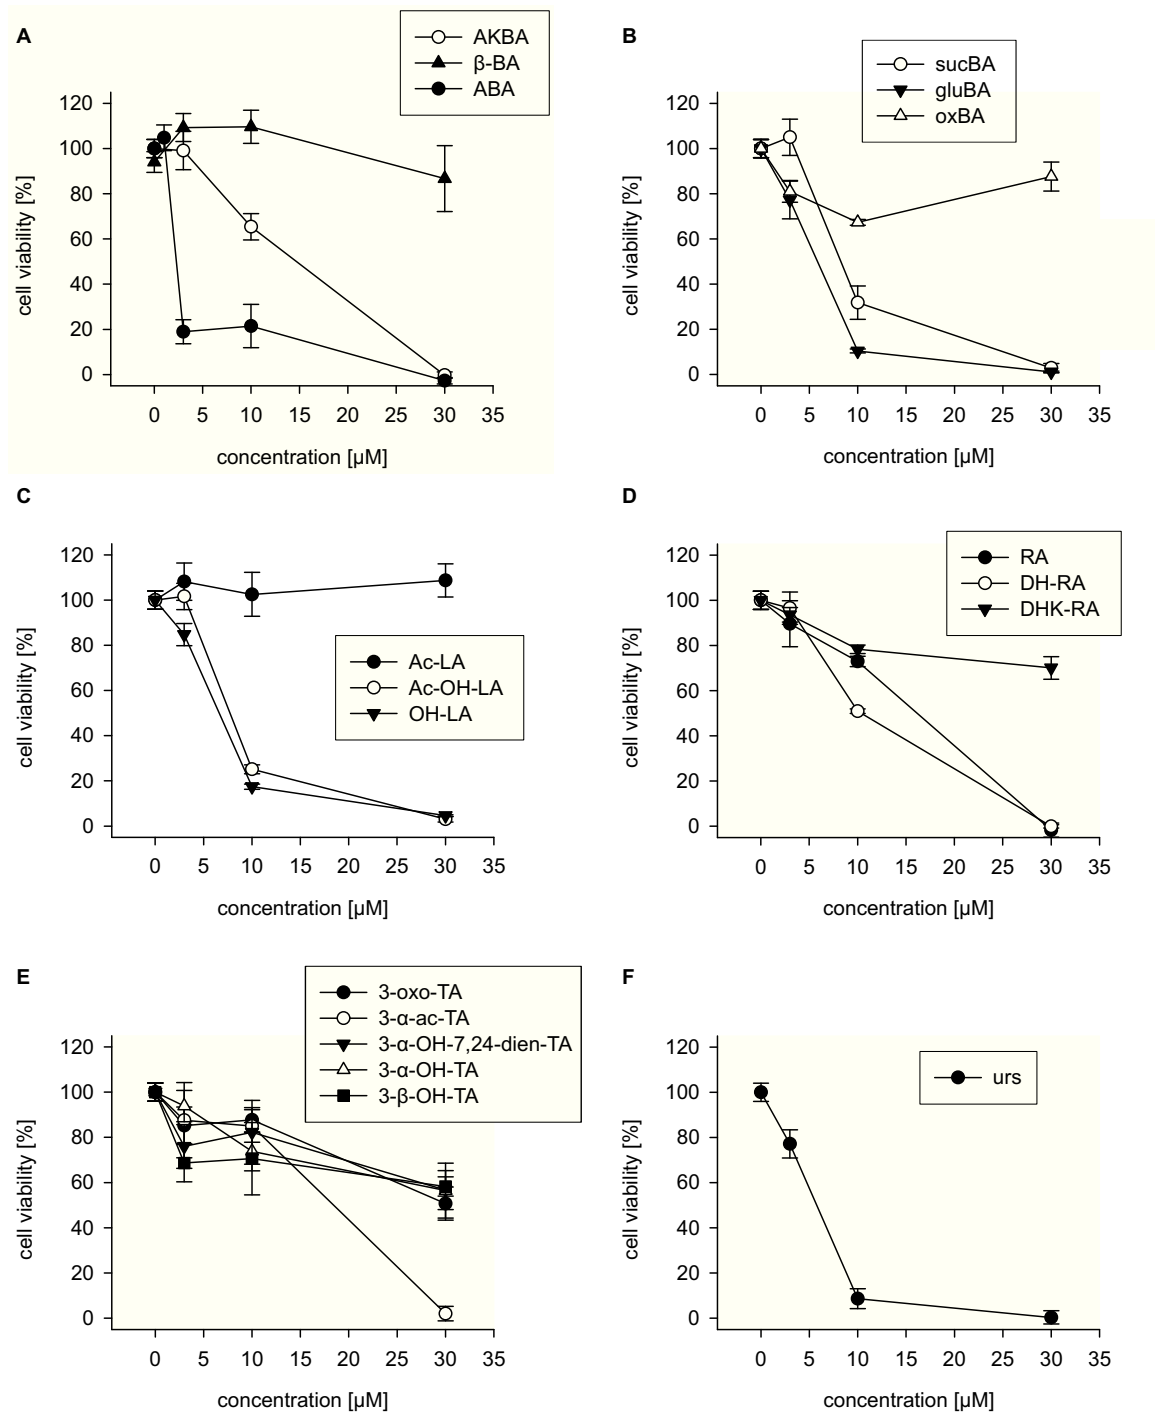 A
AKBA
β-BA
ABA
120
100
80
60
40
20
0
cell viability [%]
0 5 10 15 20 25 30 35
concentration [µM]
B
sucBA
gluBA
oxBA
120
100
80
60
40
20
0
cell viability [%]
0 5 10 15 20 25 30 35
concentration [µM]
C
120
100
80
60
40
20
0
cell viability [%]
Ac-LA
Ac-OH-LA
OH-LA
0 5 10 15 20 25 30 35
concentration [µM]
D
RA
DH-RA
DHK-RA
120
100
80
60
40
20
0
cell viability [%]
0 5 10 15 20 25 30 35
concentration [µM]
E
3-oxo-TA
3-α-ac-TA
3-α-OH-7,24-dien-TA
3-α-OH-TA
3-β-OH-TA
120
100
80
60
40
20
0
cell viability [%]
0 5 10 15 20 25 30 35
concentration [µM]
F
urs
120
100
80
60
40
20
0
cell viability [%]
0 5 10 15 20 25 30 35
concentration [µM]